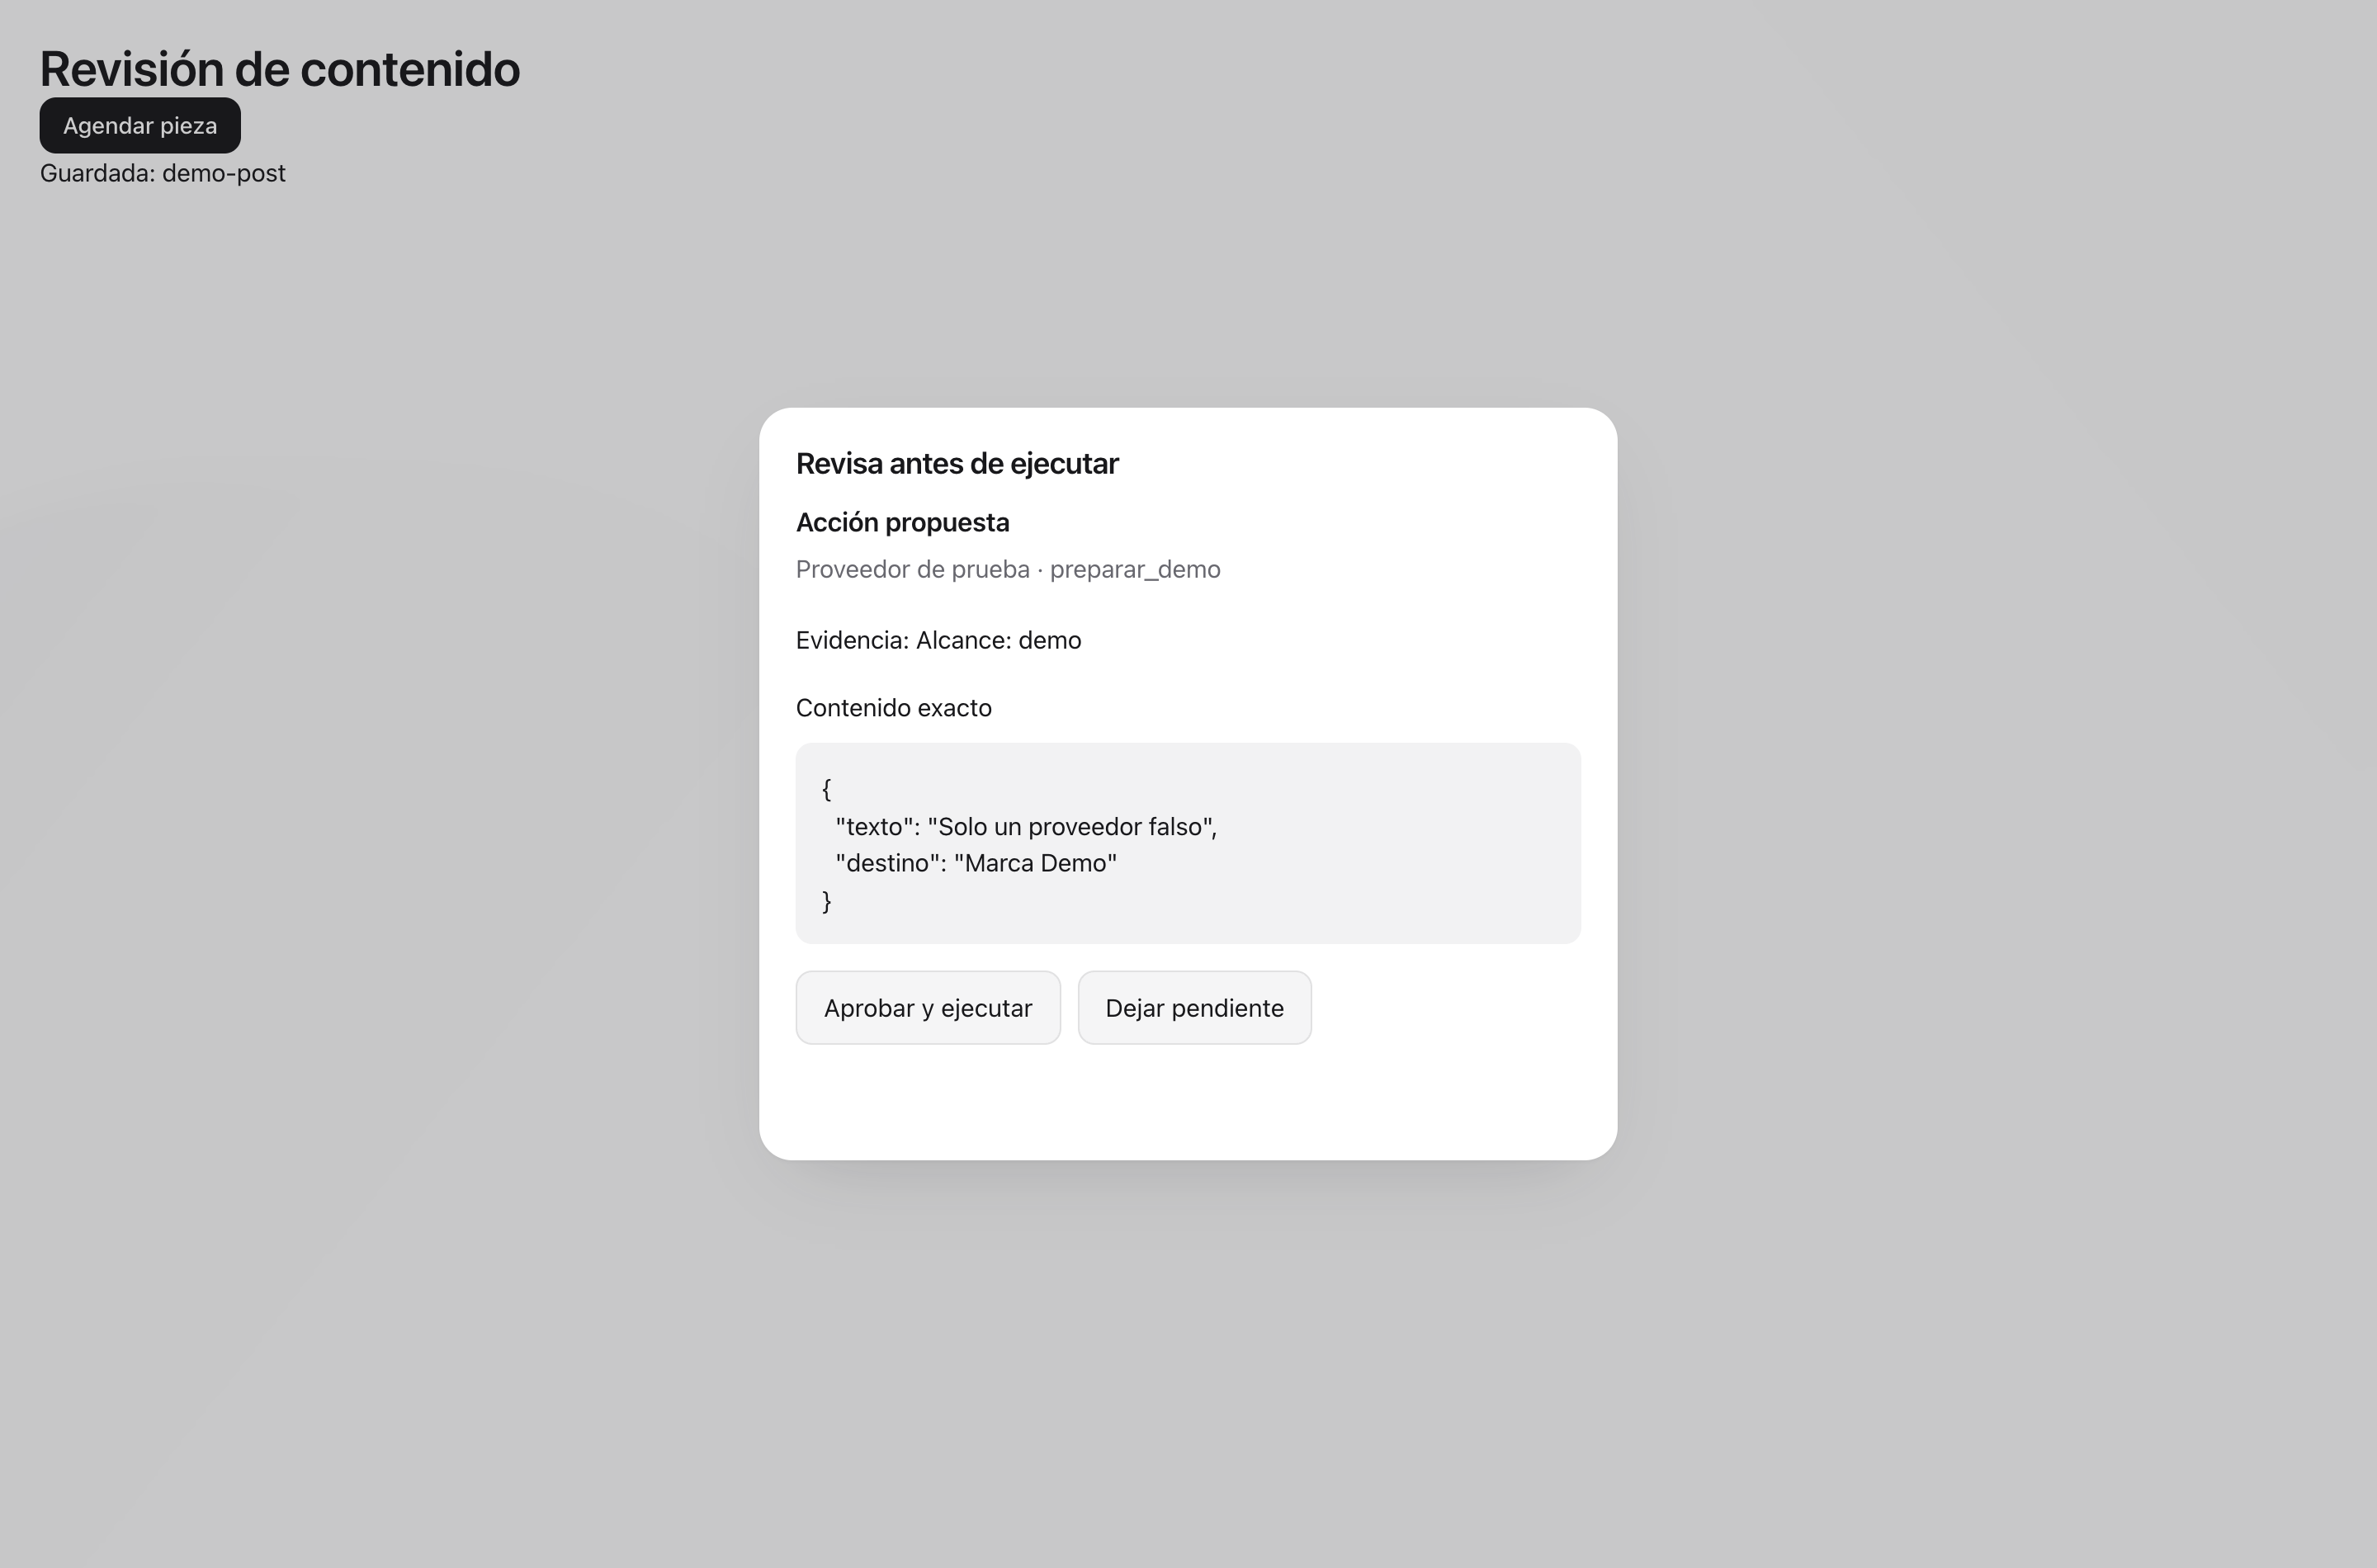 Revisión de contenido
Agendar pieza
Guardada: demo-post
Revisa antes de ejecutar
Acción propuesta
Proveedor de prueba · preparar_demo
Evidencia: Alcance: demo
Contenido exacto
{
  "texto": "Solo un proveedor falso",
  "destino": "Marca Demo"
}
Aprobar y ejecutar
Dejar pendiente